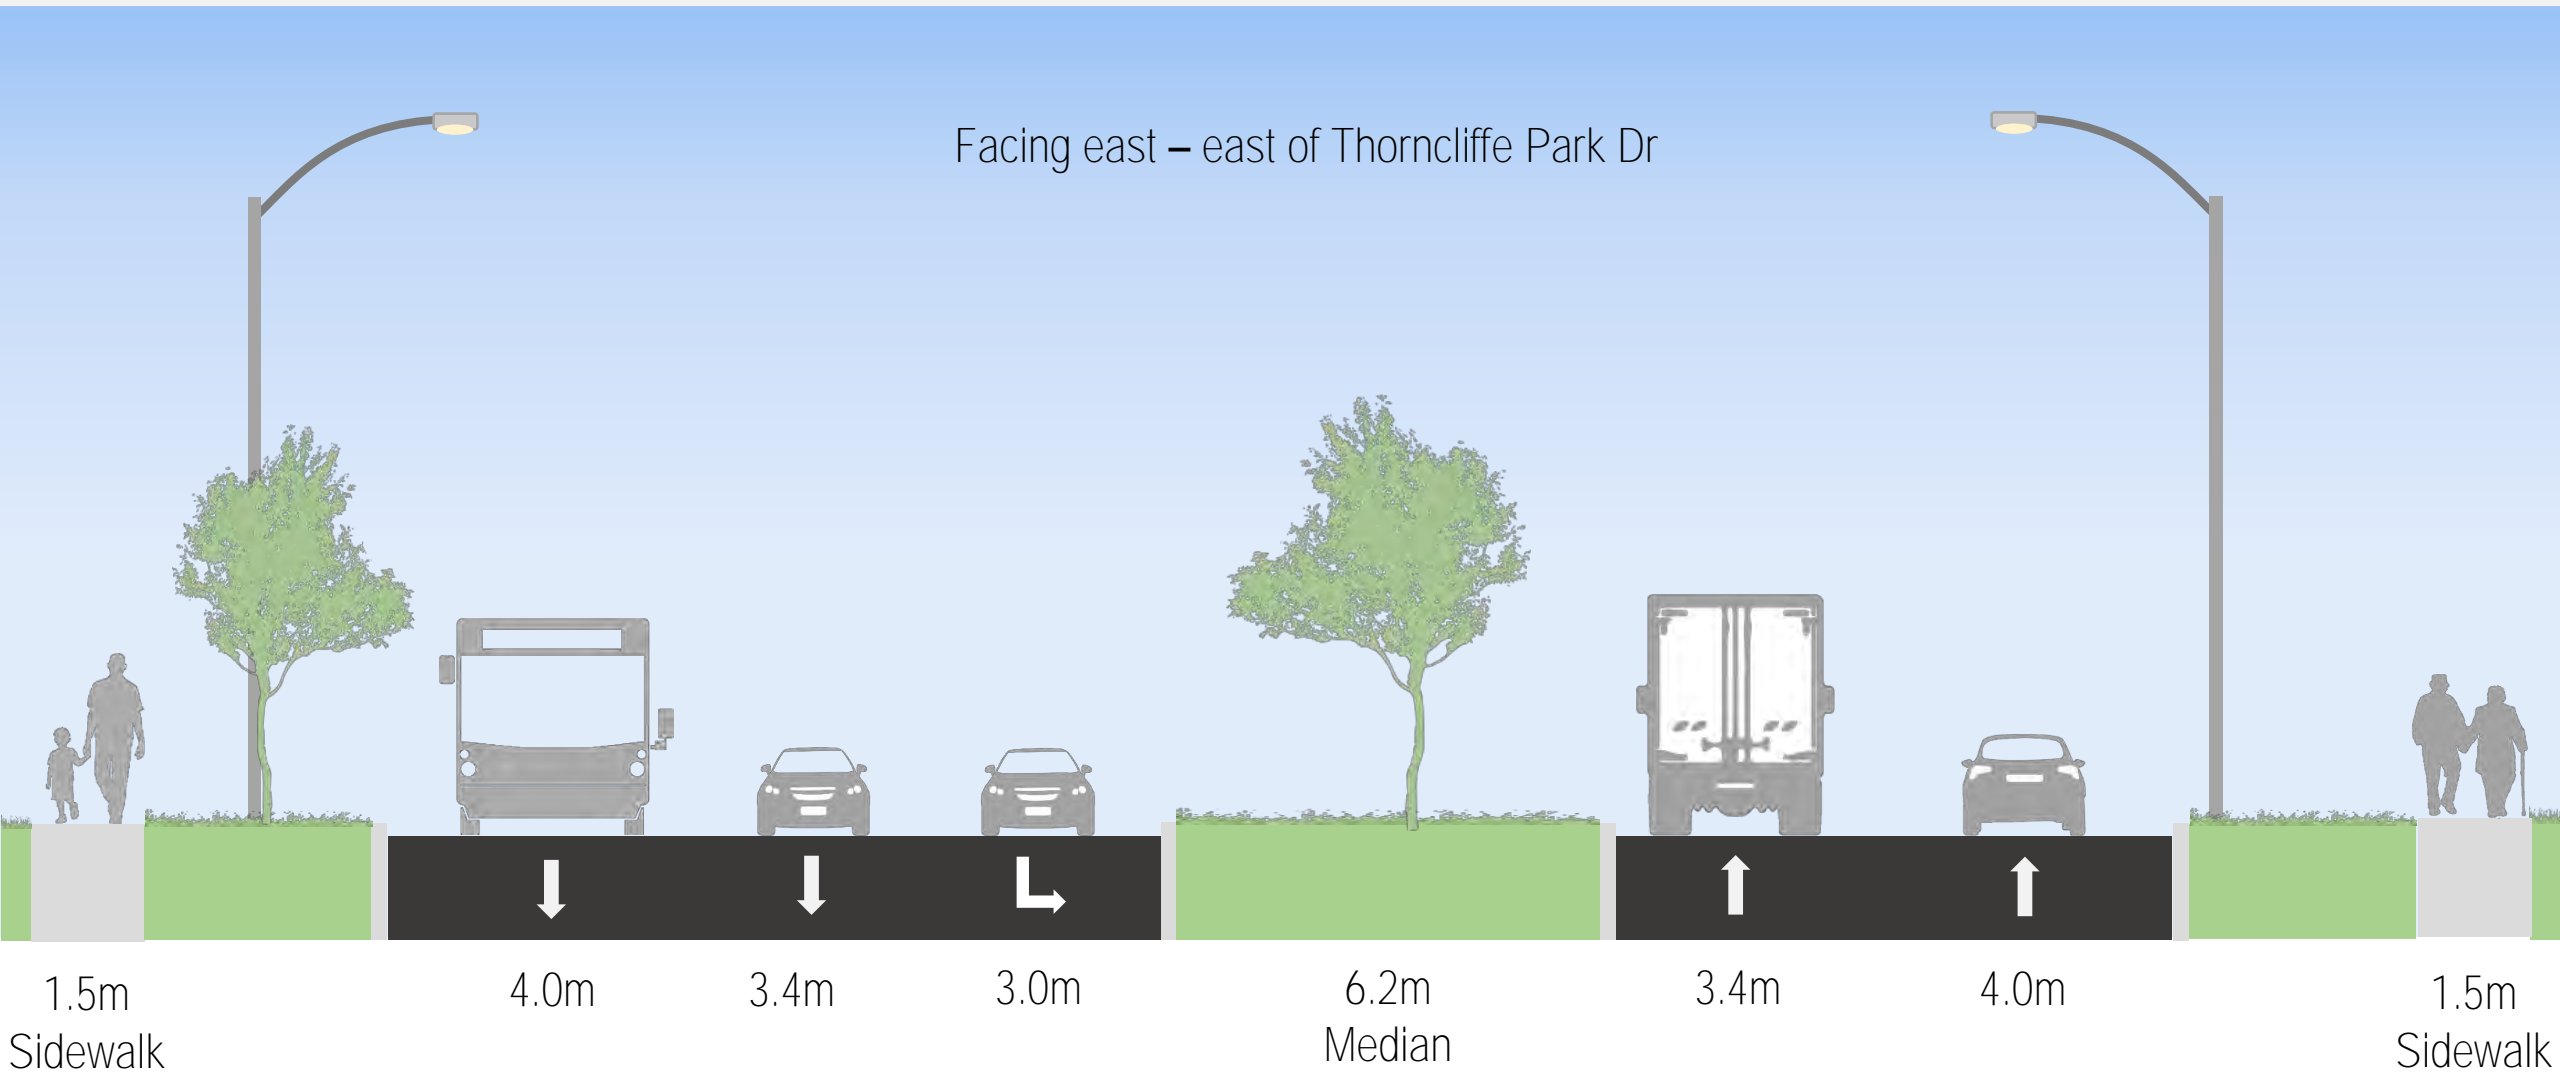 Facing east – east of Thorncliffe Park Dr
1.5m
Sidewalk
4.0m
3.4m
3.0m
6.2m
Median
3.4m
4.0m
1.5m
Sidewalk